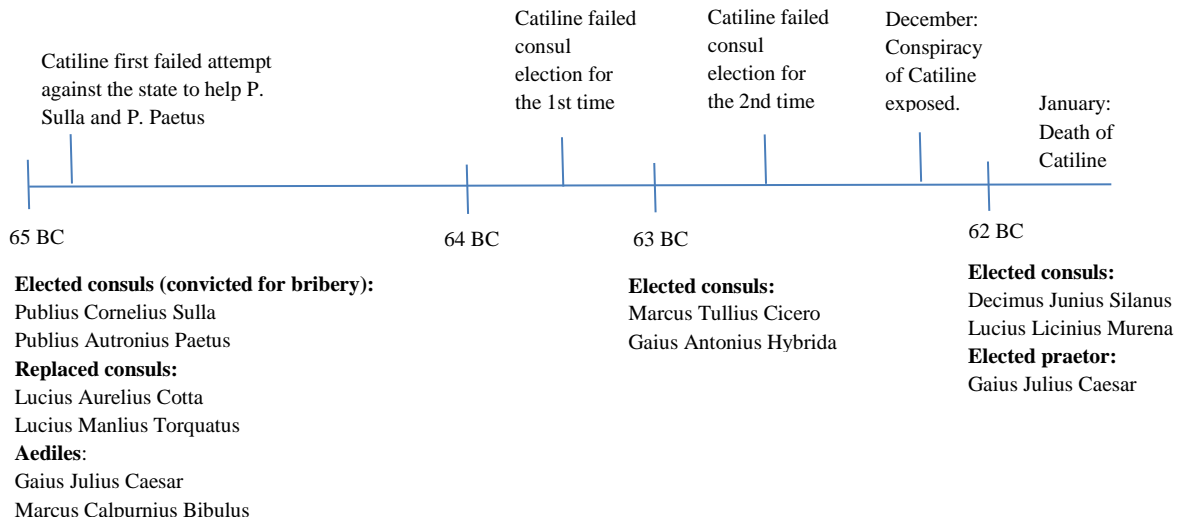 Catiline first failed attempt
against the state to help P.
Sulla and P. Paetus
Catiline failed
consul
election for
the 1st time
Catiline failed
consul
election for
the 2nd time
December:
Conspiracy
of Catiline
exposed.
January:
Death of
Catiline
65 BC
64 BC
63 BC
62 BC
Elected consuls (convicted for bribery):
Publius Cornelius Sulla
Publius Autronius Paetus
Replaced consuls:
Lucius Aurelius Cotta
Lucius Manlius Torquatus
Aediles:
Gaius Julius Caesar
Marcus Calpurnius Bibulus
Elected consuls:
Marcus Tullius Cicero
Gaius Antonius Hybrida
Elected consuls:
Decimus Junius Silanus
Lucius Licinius Murena
Elected praetor:
Gaius Julius Caesar